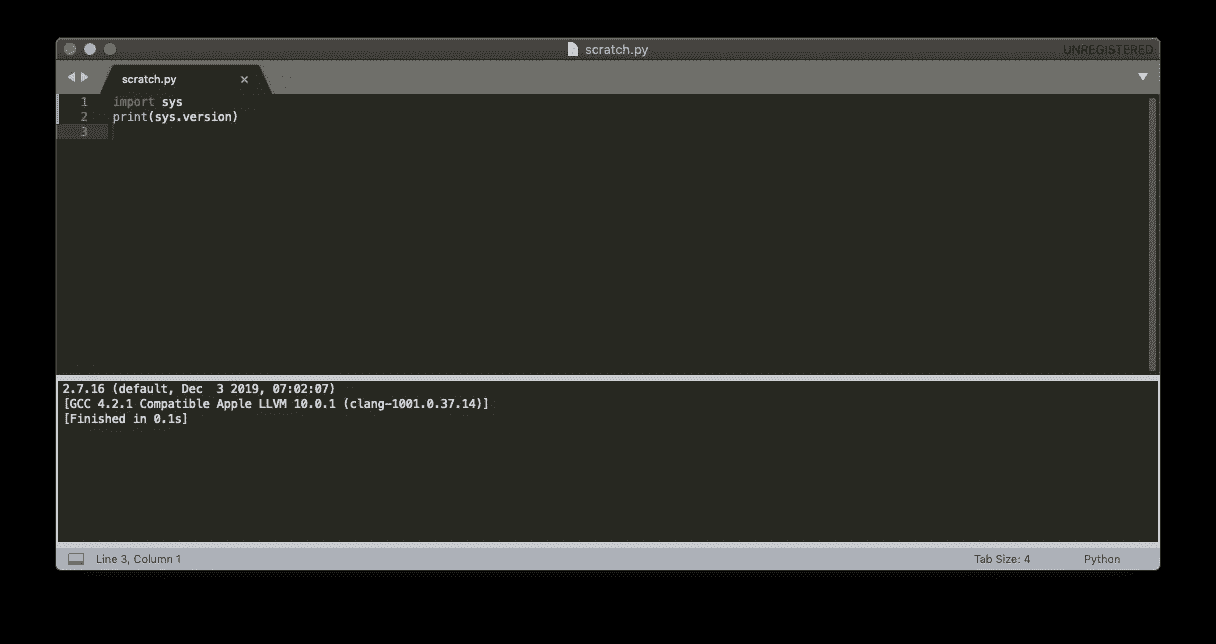 scratch.py
UNREGISTERED
scratch.py ×
1 import sys
2 print(sys.version)
3
2.7.16 (default, Dec  3 2019, 07:02:07)
[GCC 4.2.1 Compatible Apple LLVM 10.0.1 (clang-1001.0.37.14)]
[Finished in 0.1s]
Line 3, Column 1
Tab Size: 4
Python